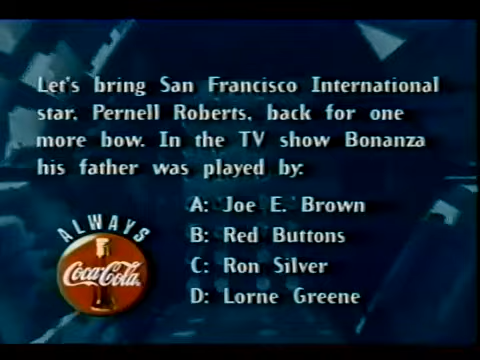 Let's bring San Francisco International
star, Pernell Roberts, back for one
more bow. In the TV show Bonanza
his father was played by:
A: Joe E. Brown
B: Red Buttons
C: Ron Silver
D: Lorne Greene
ALWAYS
Coca-Cola